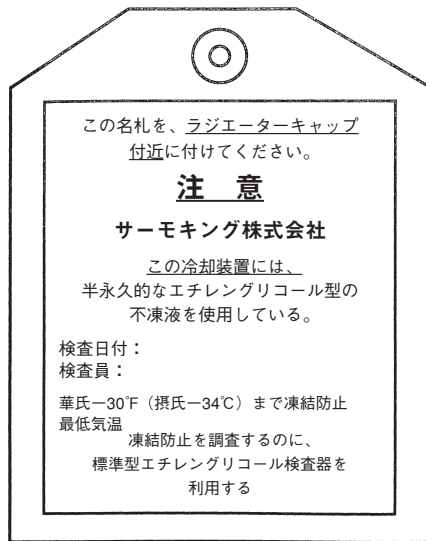 この名札を、ラジエーターキャップ
付近に付けてください。
注　意
サーモキング株式会社
この冷却装置には、
半永久的なエチレングリコール型の
不凍液を使用している。
検査日付：
検査員：
華氏ー30°F（摂氏ー34℃）まで凍結防止
最低気温
凍結防止を調査するのに、
標準型エチレングリコール検査器を
利用する